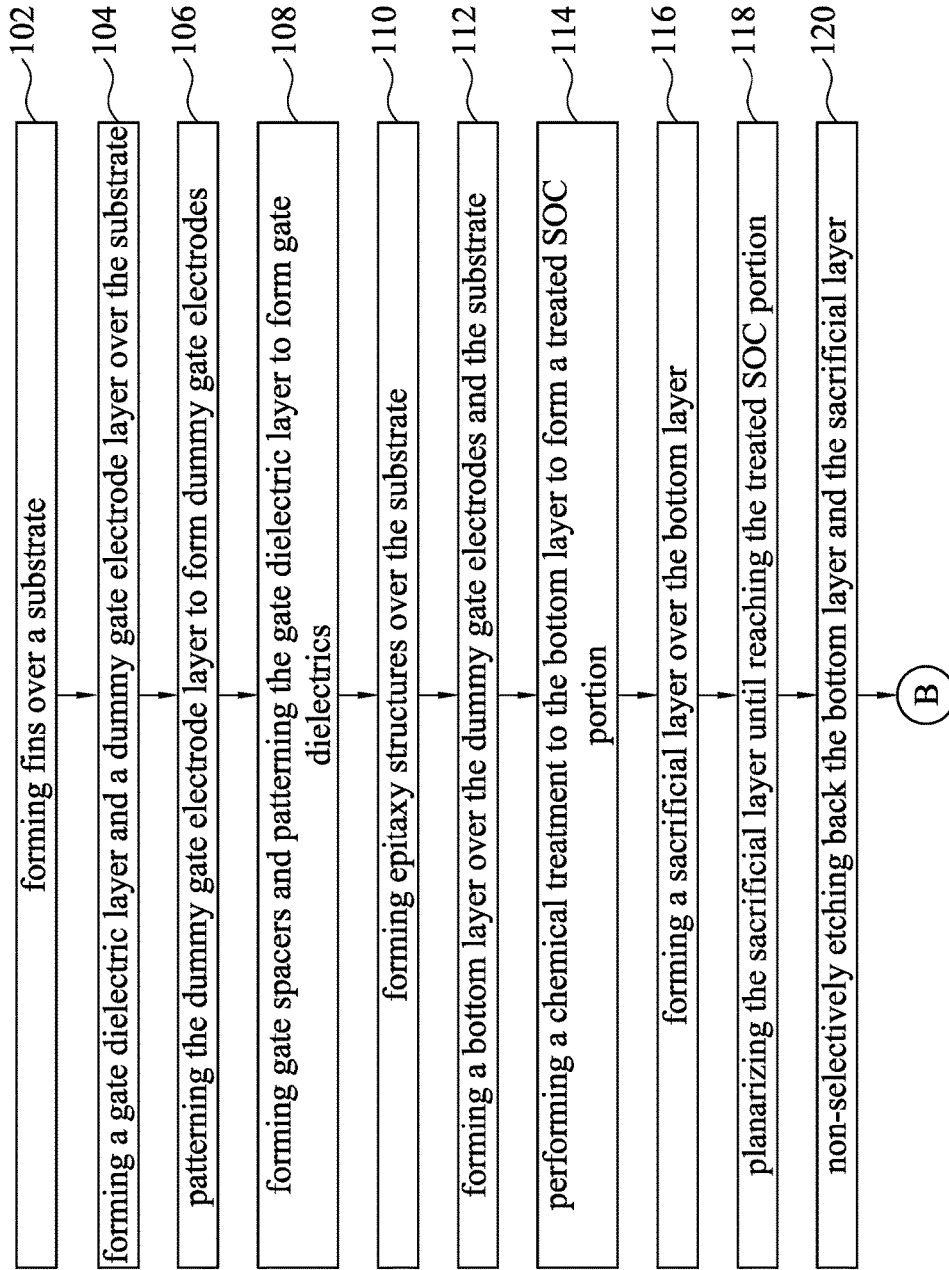 forming fins over a substrate
102
forming a gate dielectric layer and a dummy gate electrode layer over the substrate
104
patterning the dummy gate electrode layer to form dummy gate electrodes
106
forming gate spacers and patterning the gate dielectric layer to form gate
dielectrics
108
forming epitaxy structures over the substrate
110
forming a bottom layer over the dummy gate electrodes and the substrate
112
performing a chemical treatment to the bottom layer to form a treated SOC
portion
114
forming a sacrificial layer over the bottom layer
116
planarizing the sacrificial layer until reaching the treated SOC portion
118
non-selectively etching back the bottom layer and the sacrificial layer
120
B